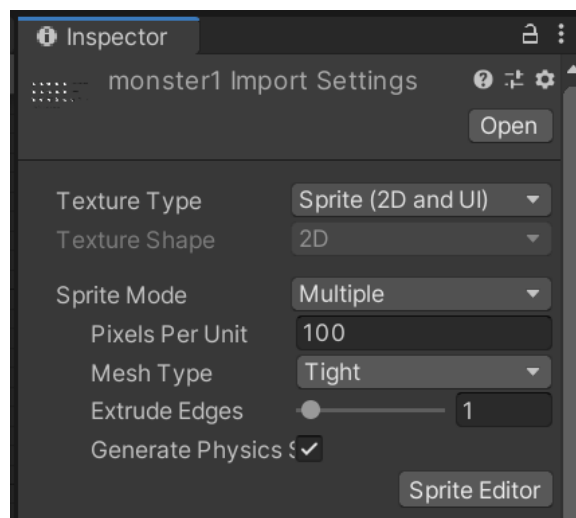 Inspector
monster1 Import Settings
Open
Texture Type Sprite (2D and UI)
Texture Shape 2D
Sprite Mode Multiple
Pixels Per Unit 100
Mesh Type Tight
Extrude Edges 1
Generate Physics S
Sprite Editor